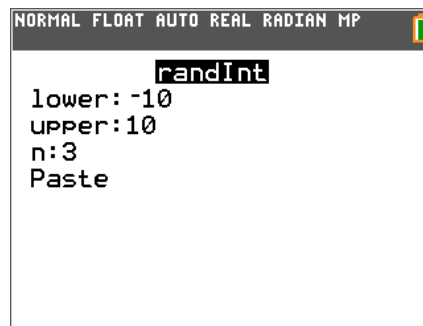 NORMAL FLOAT AUTO REAL RADIAN MP
randInt
lower:-10
upper:10
n:3
Paste